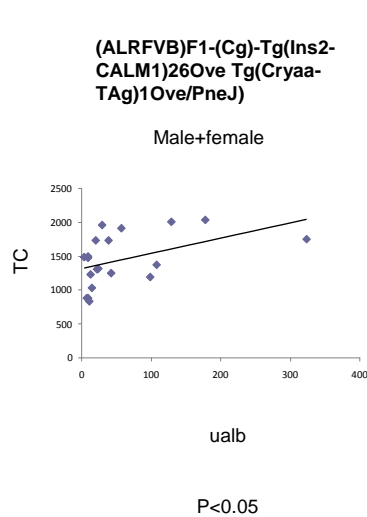 (ALRFVB)F1-(Cg)-Tg(Ins2-
CALM1)26Ove Tg(Cryaa-
TAg)1Ove/PneJ)
Male+female
TC
2500
2000
1500
1000
500
0
0 100 200 300 400
ualb
P<0.05